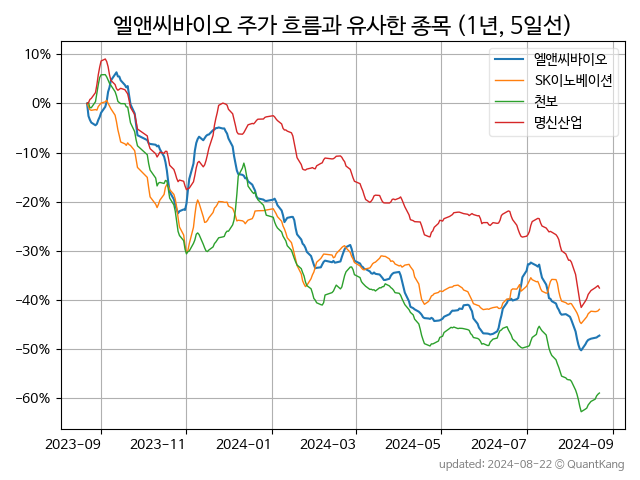 엘앤씨바이오 주가 흐름과 유사한 종목 (1년, 5일선)
10%
0%
−10%
−20%
−30%
−40%
−50%
−60%
엘앤씨바이오
SK이노베이션
천보
명신산업
2023-09
2023-11
2024-01
2024-03
2024-05
2024-07
2024-09
updated: 2024-08-22 © QuantKang